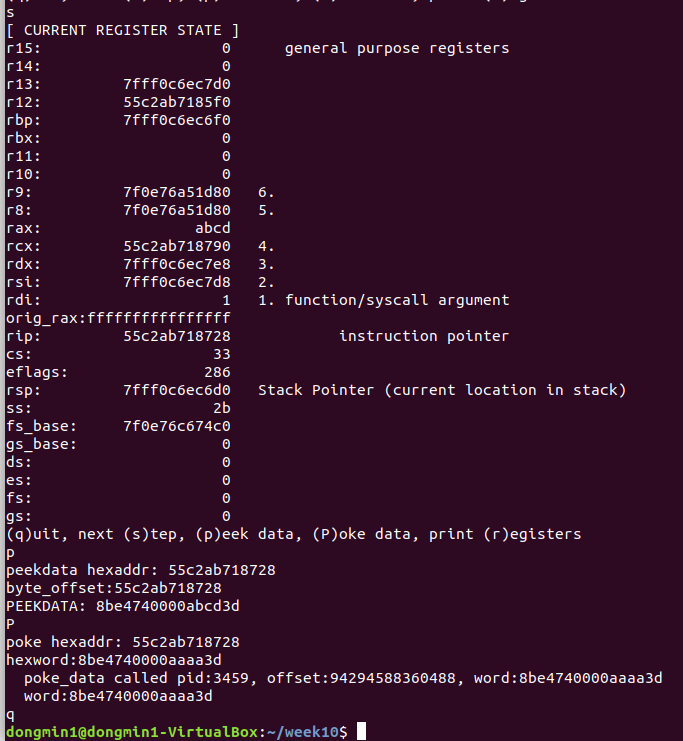 s
[ CURRENT REGISTER STATE ]
r15: 0 general purpose registers
r14: 0
r13: 7fff0c6ec7d0
r12: 55c2ab7185f0
rbp: 7fff0c6ec6f0
rbx: 0
r11: 0
r10: 0
r9: 7f0e76a51d80 6.
r8: 7f0e76a51d80 5.
rax: abcd
rcx: 55c2ab718790 4.
rdx: 7fff0c6ec7e8 3.
rsi: 7fff0c6ec7d8 2.
rdi: 1 1. function/syscall argument
orig_rax:ffffffffffffffff
rip: 55c2ab718728 instruction pointer
cs: 33
eflags: 286
rsp: 7fff0c6ec6d0 Stack Pointer (current location in stack)
ss: 2b
fs_base: 7f0e76c674c0
gs_base: 0
ds: 0
es: 0
fs: 0
gs: 0
(q)uit, next (s)tep, (p)eek data, (P)oke data, print (r)egisters
p
peekdata hexaddr: 55c2ab718728
byte_offset:55c2ab718728
PEEKDATA: 8be4740000abcd3d
P
poke hexaddr: 55c2ab718728
hexword:8be4740000aaaa3d
poke_data called pid:3459, offset:94294588360488, word:8be4740000aaaa3d
word:8be4740000aaaa3d
q
dongmin1@dongmin1-VirtualBox:~/week10$